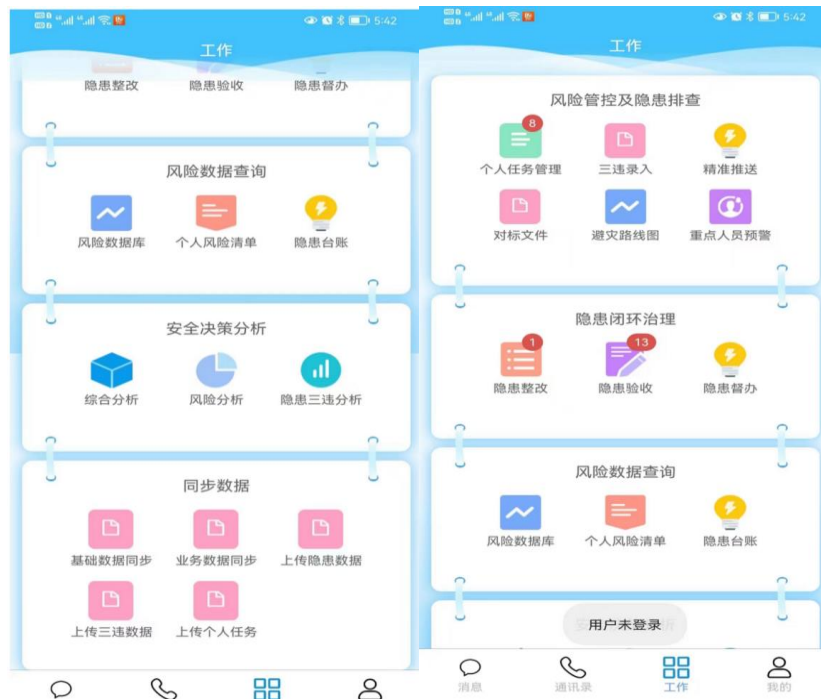 5:42
工作
隐患整改 隐患验收 隐患督办
风险数据查询
风险数据库 个人风险清单 隐患台账
安全决策分析
综合分析 风险分析 隐患三违分析
同步数据
基础数据同步 业务数据同步 上传隐患数据
上传三违数据 上传个人任务
5:42
工作
风险管控及隐患排查
8
个人任务管理 三违录入 精准推送
对标文件 避灾路线图 重点人员预警
隐患闭环治理
1 13
隐患整改 隐患验收 隐患督办
风险数据查询
风险数据库 个人风险清单 隐患台账
用户未登录
消息 通讯录 工作 我的